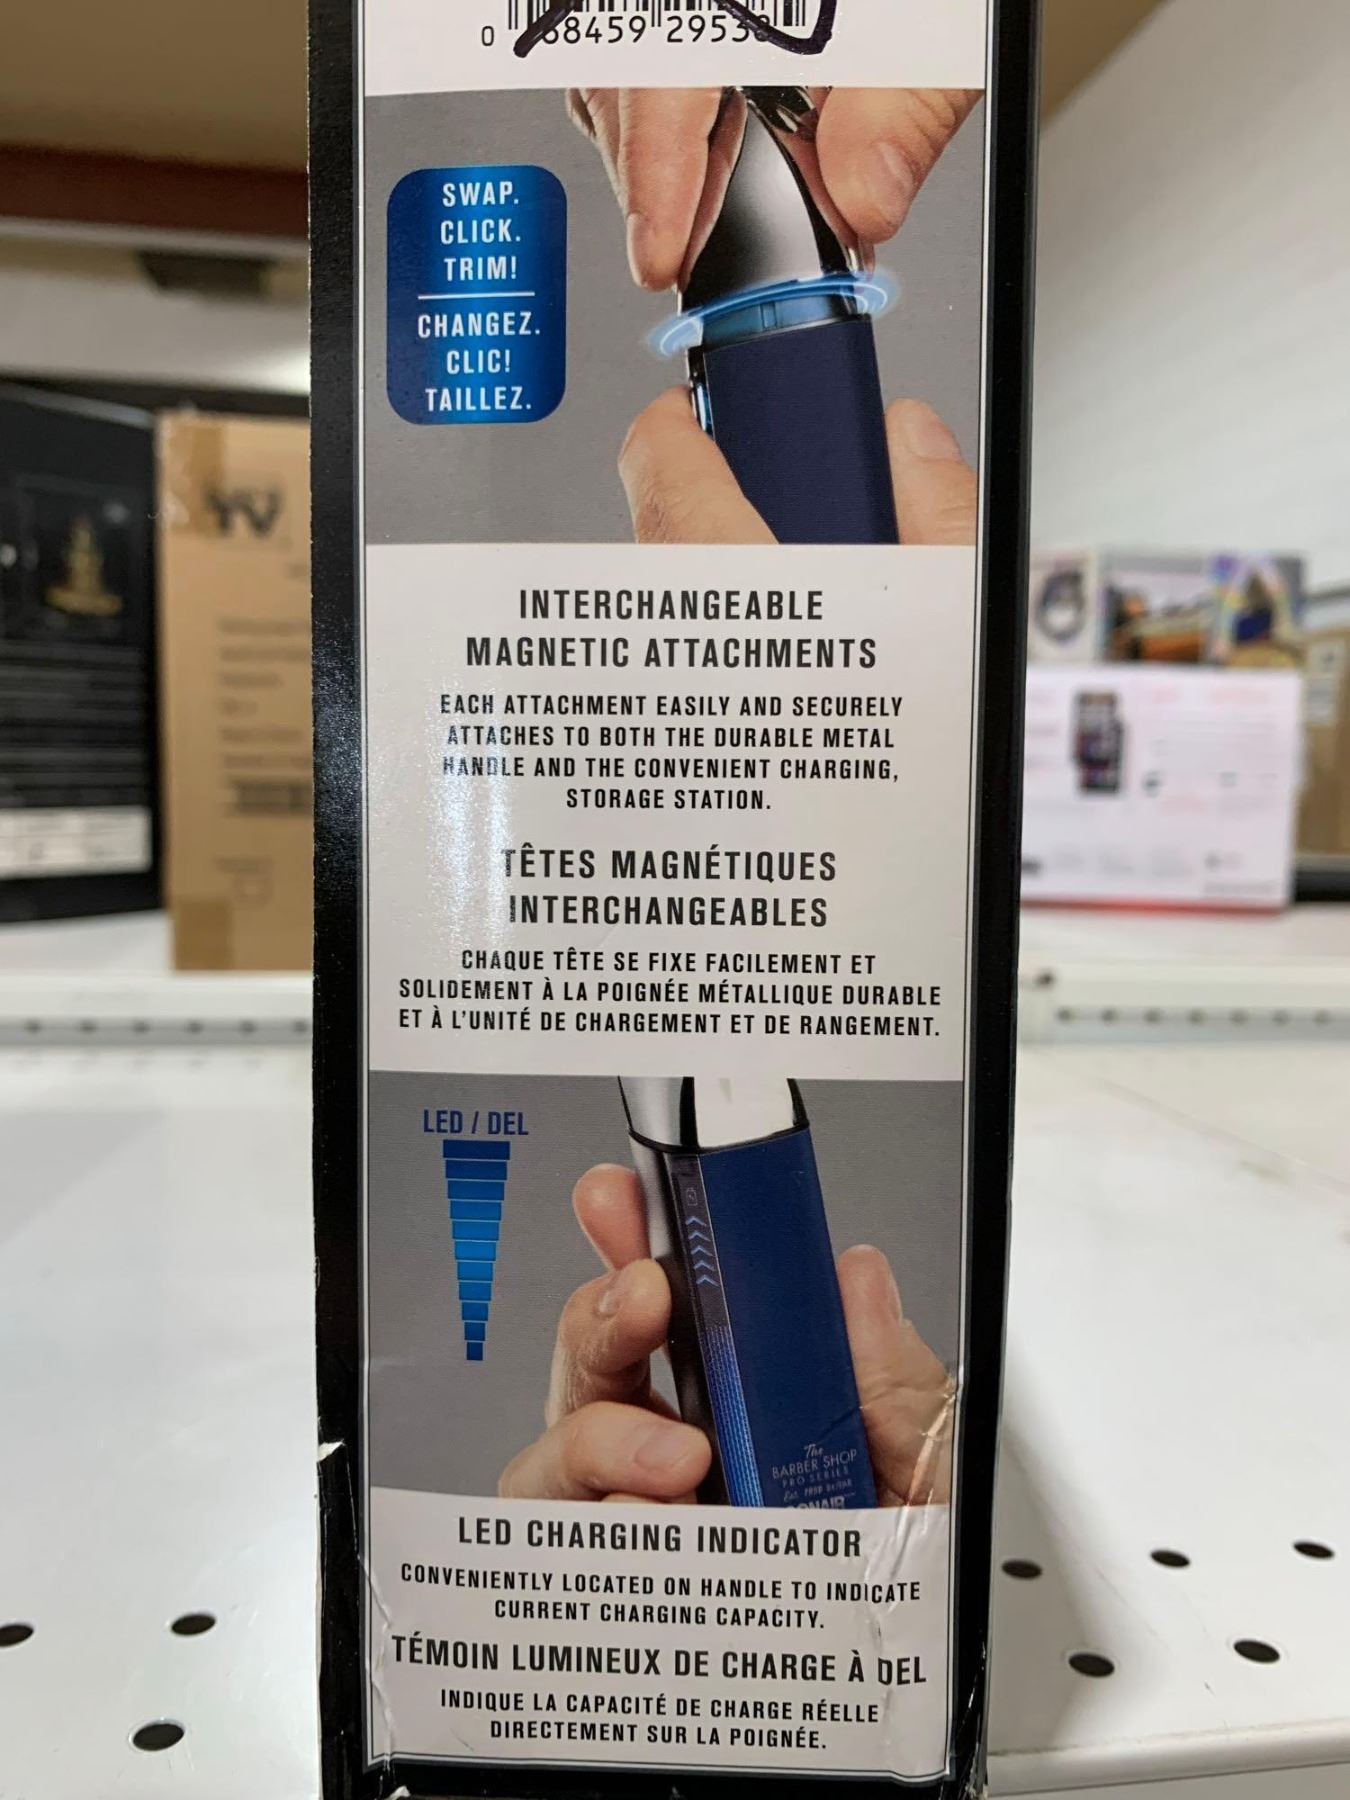 SWAP.
CLICK.
TRIM!
CHANGEZ.
CLIC!
TAILLEZ.
INTERCHANGEABLE
MAGNETIC ATTACHMENTS
EACH ATTACHMENT EASILY AND SECURELY
ATTACHES TO BOTH THE DURABLE METAL
HANDLE AND THE CONVENIENT CHARGING,
STORAGE STATION.
TÊTES MAGNÉTIQUES
INTERCHANGEABLES
CHAQUE TÊTE SE FIXE FACILEMENT ET
SOLIDEMENT À LA POIGNÉE MÉTALLIQUE DURABLE
ET À L'UNITÉ DE CHARGEMENT ET DE RANGEMENT.
LED / DEL
The
BARBER SHOP
PRO SERIES
LED CHARGING INDICATOR
CONVENIENTLY LOCATED ON HANDLE TO INDICATE
CURRENT CHARGING CAPACITY.
TÉMOIN LUMINEUX DE CHARGE À DEL
INDIQUE LA CAPACITÉ DE CHARGE RÉELLE
DIRECTEMENT SUR LA POIGNÉE.